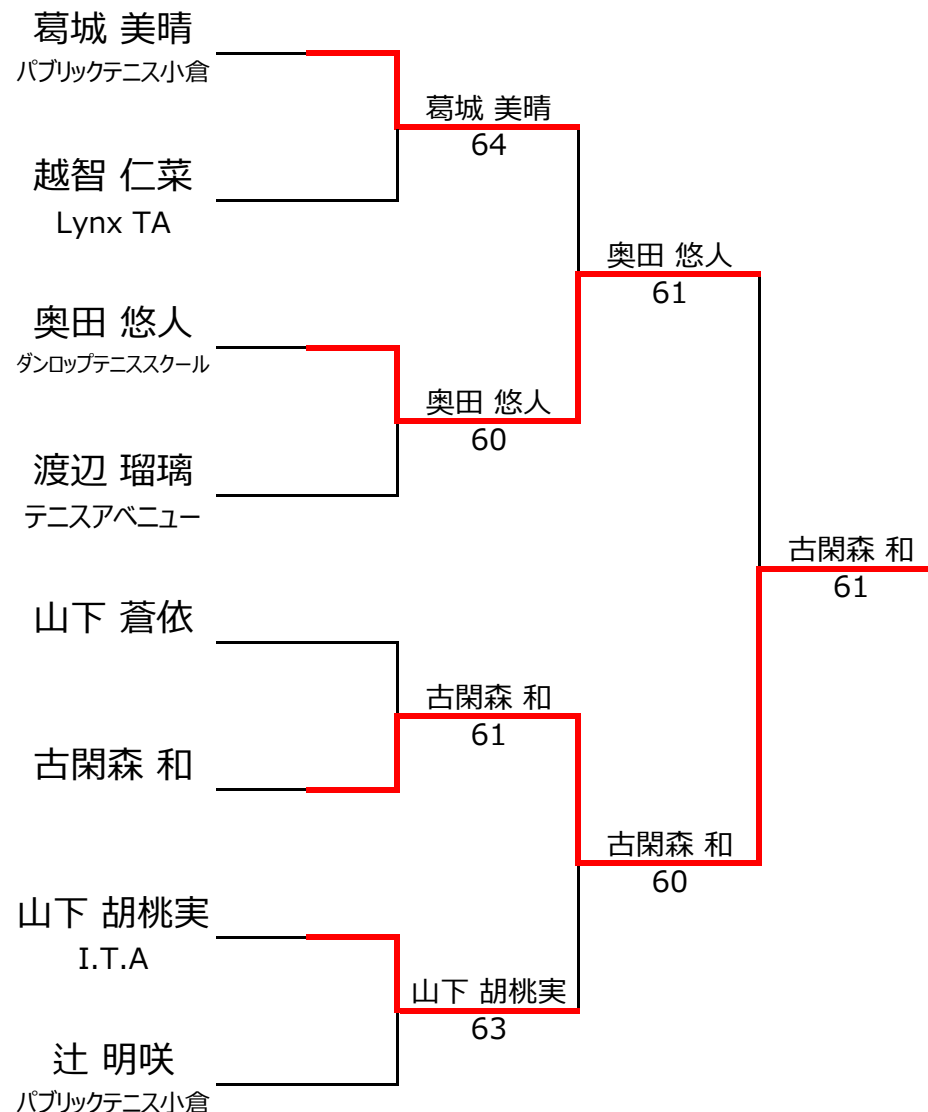 葛城 美晴
パブリックテニス小倉
葛城 美晴
64
越智 仁菜
Lynx TA
奥田 悠人
61
奥田 悠人
ダンロップテニススクール
奥田 悠人
60
渡辺 瑠璃
テニスアベニュー
古閑森 和
61
山下 蒼依
古閑森 和
61
古閑森 和
古閑森 和
60
山下 胡桃実
I.T.A
山下 胡桃実
63
辻 明咲
パブリックテニス小倉